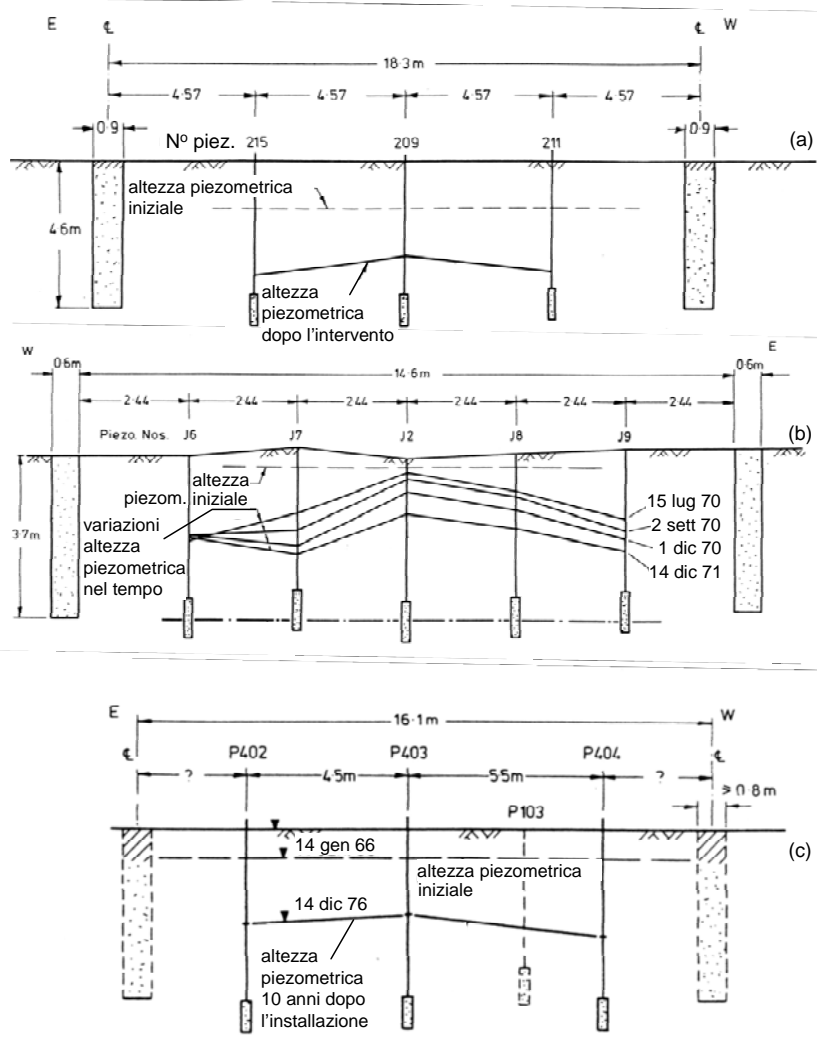 E
℄
℄ W
18·3m
4·57 4·57 4·57 4·57
0·9
Nº piez. 215 209 211
0·9
(a)
altezza piezometrica
iniziale
4·6m
altezza
piezometrica
dopo l'intervento
W
E
0·6m
14·6m
0·6m
2·44 2·44 2·44 2·44 2·44 2·44
Piezo. Nos. J6 J7 J2 J8 J9
(b)
altezza
piezom. iniziale
variazioni
altezza
piezometrica
nel tempo
3·7m
15 lug 70
2 sett 70
1 dic 70
14 dic 71
E
W
16·1m
℄ P402 P403 P404 ℄
? 4·5m 5·5m ?
≥0·8m
P103
(c)
14 gen 66
altezza piezometrica
iniziale
14 dic 76
altezza
piezometrica
10 anni dopo
l'installazione